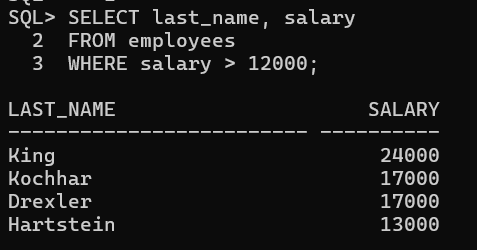 SQL> SELECT last_name, salary
  2  FROM employees
  3  WHERE salary > 12000;
LAST_NAME                     SALARY
------------------------- ----------
King                           24000
Kochhar                        17000
Drexler                        17000
Hartstein                      13000